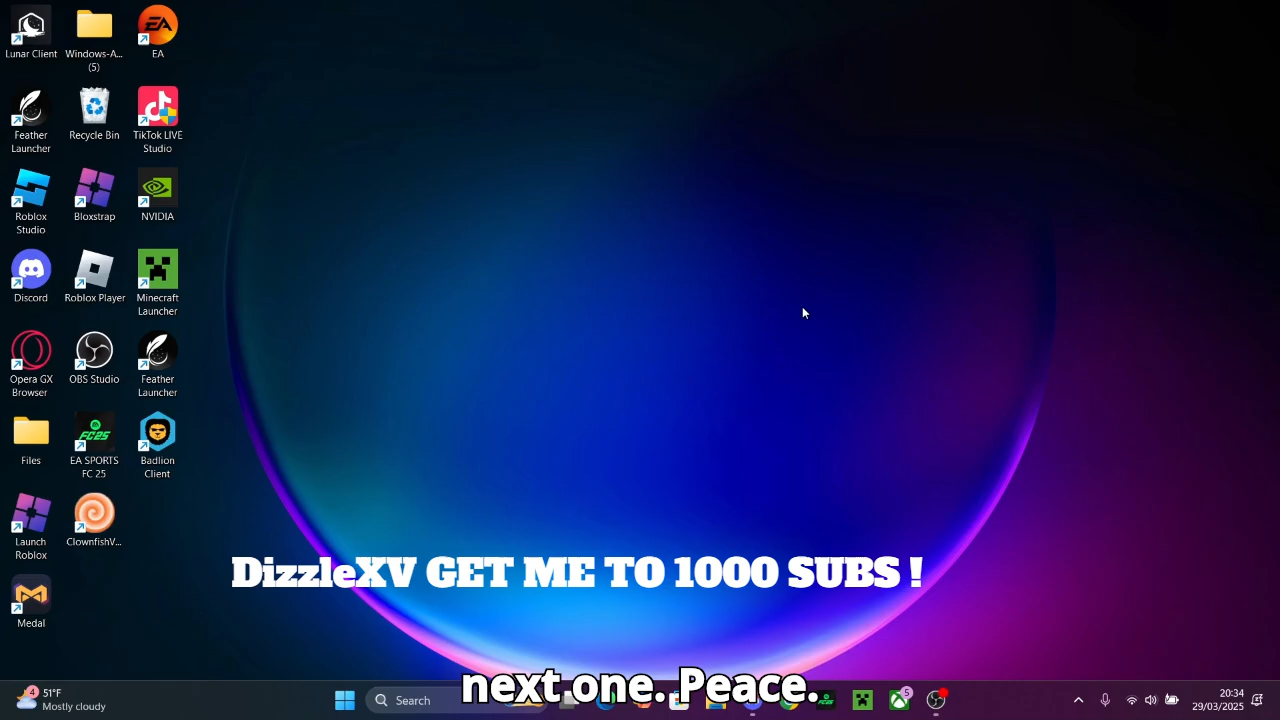 Lunar Client
Windows-A...
(5)
EA
Feather
Launcher
Recycle Bin
TikTok LIVE
Studio
Roblox
Studio
Bloxstrap
NVIDIA
Discord
Roblox Player
Minecraft
Launcher
Opera GX
Browser
OBS Studio
Feather
Launcher
Files
EA SPORTS
FC 25
Badlion
Client
Launch
Roblox
ClownfishV...
Medal
DizzleXV GET ME TO 1000 SUBS !
next one. Peace.
4
51°F
Mostly cloudy
Search
5
20:34
29/03/2025